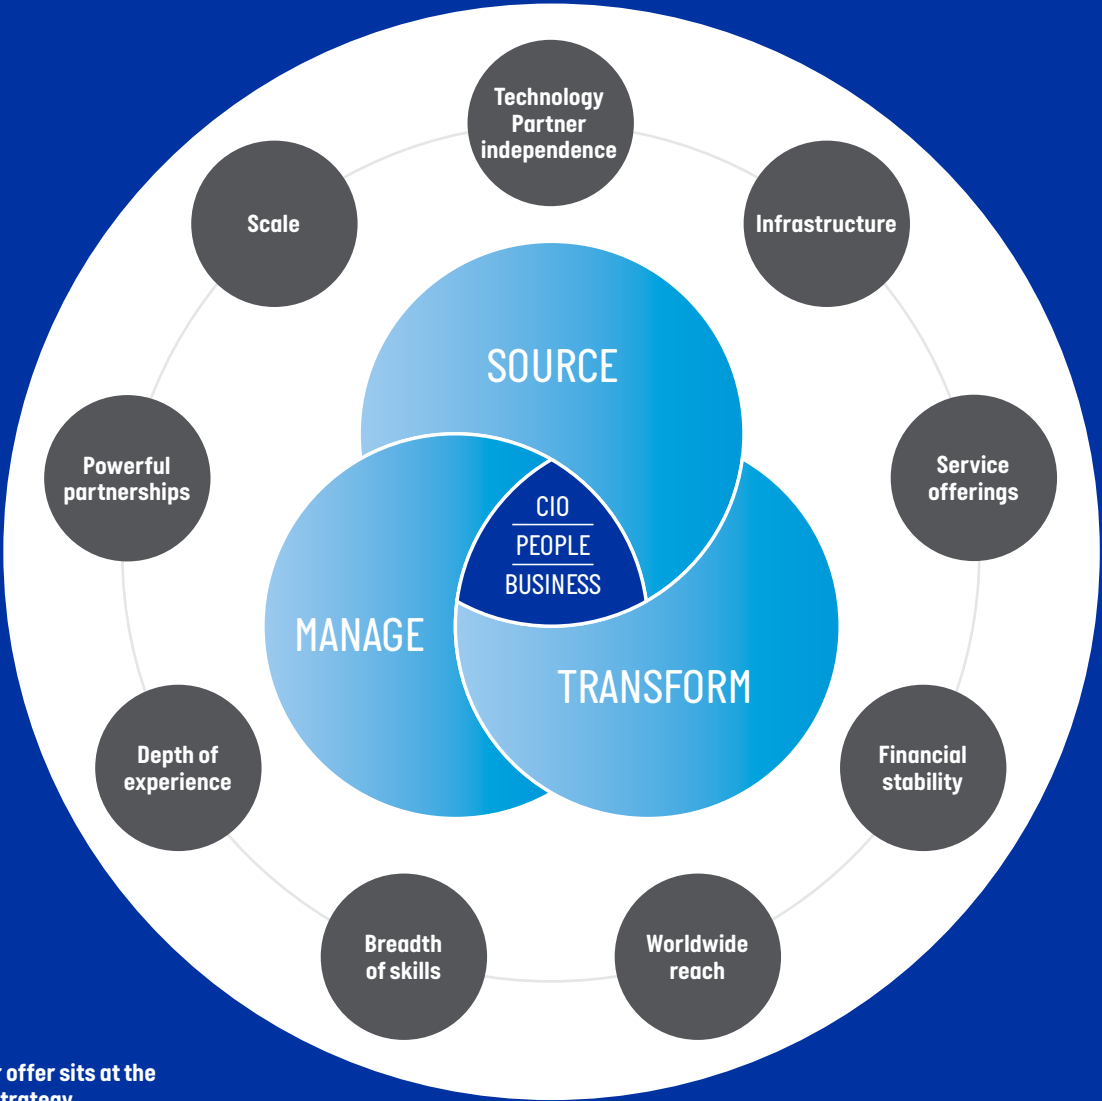 Technology
Partner
independence
Scale
Infrastructure
SOURCE
Powerful
partnerships
Service
offerings
CIO
PEOPLE
BUSINESS
MANAGE
TRANSFORM
Depth of
experience
Financial
stability
Breadth
of skills
Worldwide
reach
offer sits at the